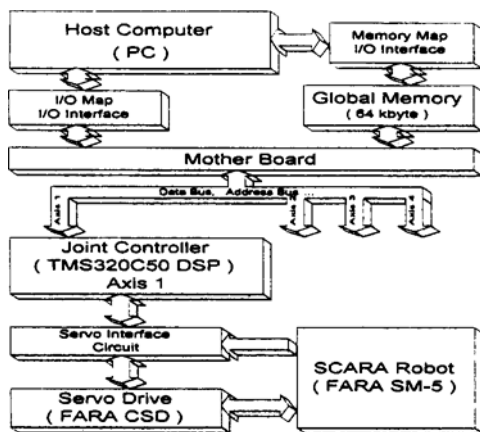 Host Computer
( PC )
Memory Map
I/O Interface
I/O Map
I/O Interface
Global Memory
( 64 kbyte )
Mother Board
Data Bus, Address Bus ...
Axis 1
Axis 2
Axis 3
Axis 4
Joint Controller
( TMS320C50 DSP )
Axis 1
Servo Interface
Circuit
SCARA Robot
( FARA SM-5 )
Servo Drive
( FARA CSD )